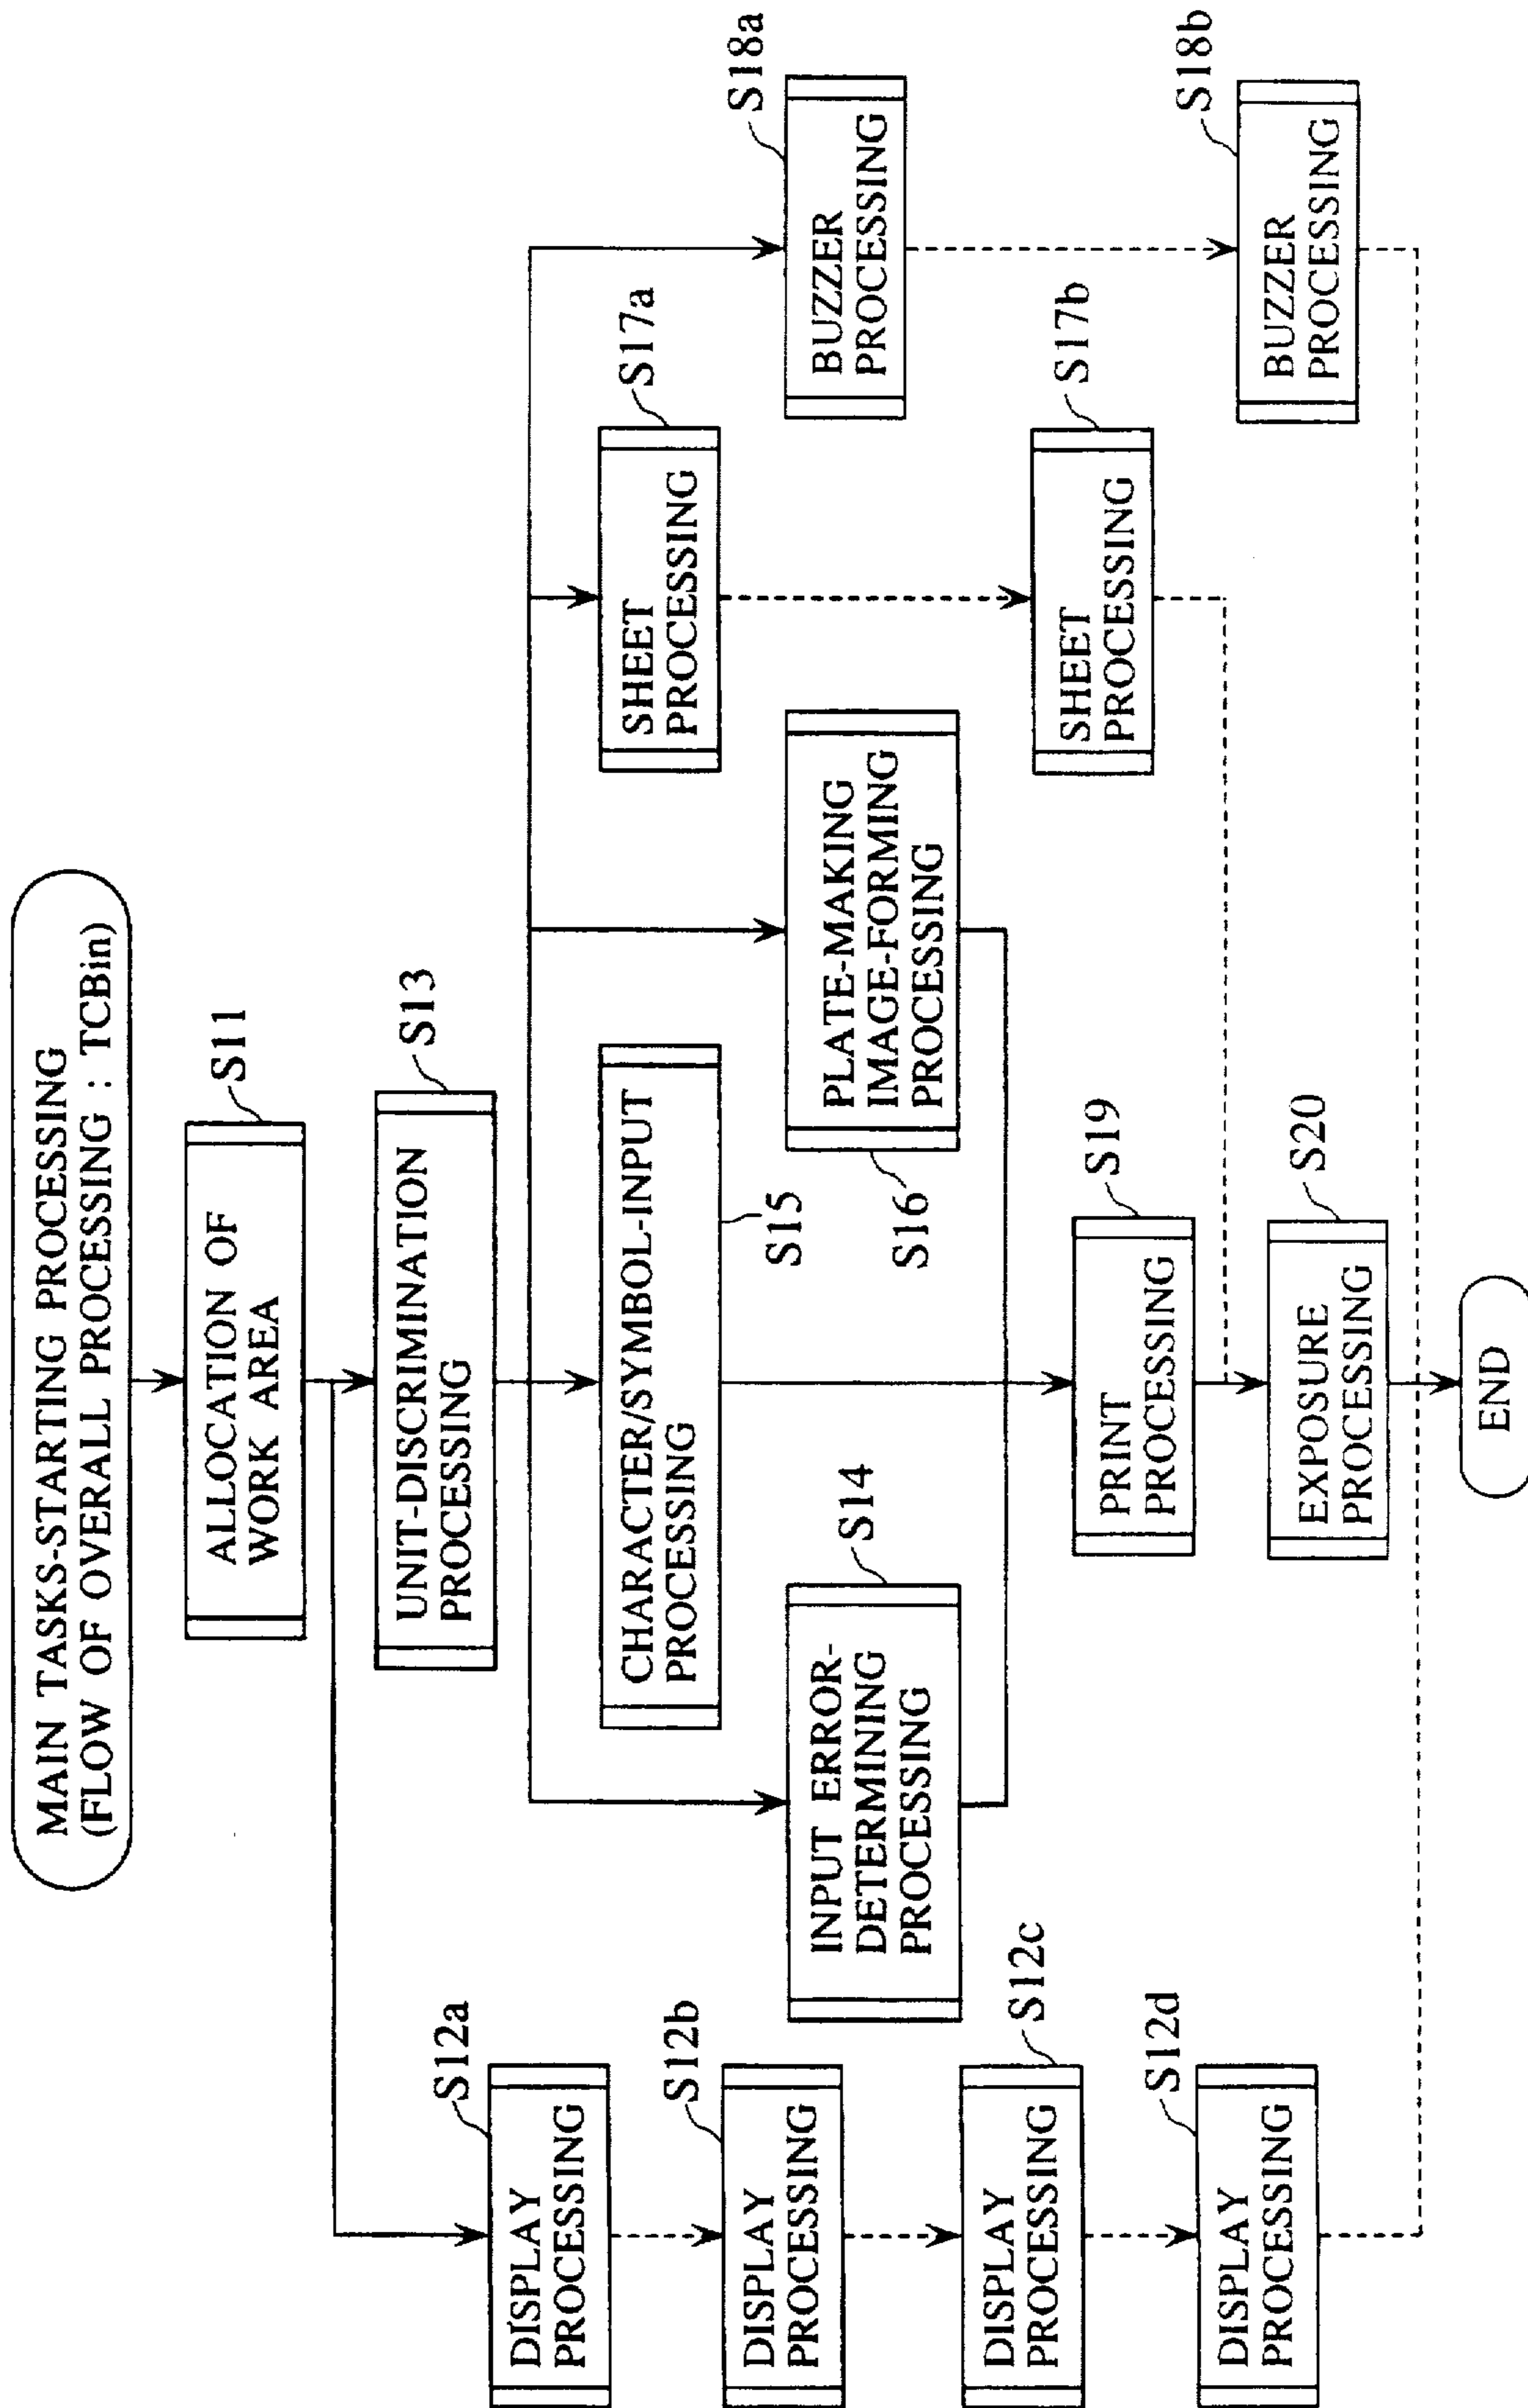 MAIN TASKS-STARTING PROCESSING
(FLOW OF OVERALL PROCESSING : TCBin)
S11
ALLOCATION OF
WORK AREA
S13
UNIT-DISCRIMINATION
PROCESSING
S12a
DISPLAY
PROCESSING
S12b
DISPLAY
PROCESSING
S12c
DISPLAY
PROCESSING
S12d
DISPLAY
PROCESSING
S14
INPUT ERROR-
DETERMINING
PROCESSING
CHARACTER/SYMBOL-INPUT
PROCESSING
S15
PLATE-MAKING
IMAGE-FORMING
PROCESSING
S16
S17a
SHEET
PROCESSING
S17b
SHEET
PROCESSING
S18a
BUZZER
PROCESSING
S18b
BUZZER
PROCESSING
S19
PRINT
PROCESSING
S20
EXPOSURE
PROCESSING
END